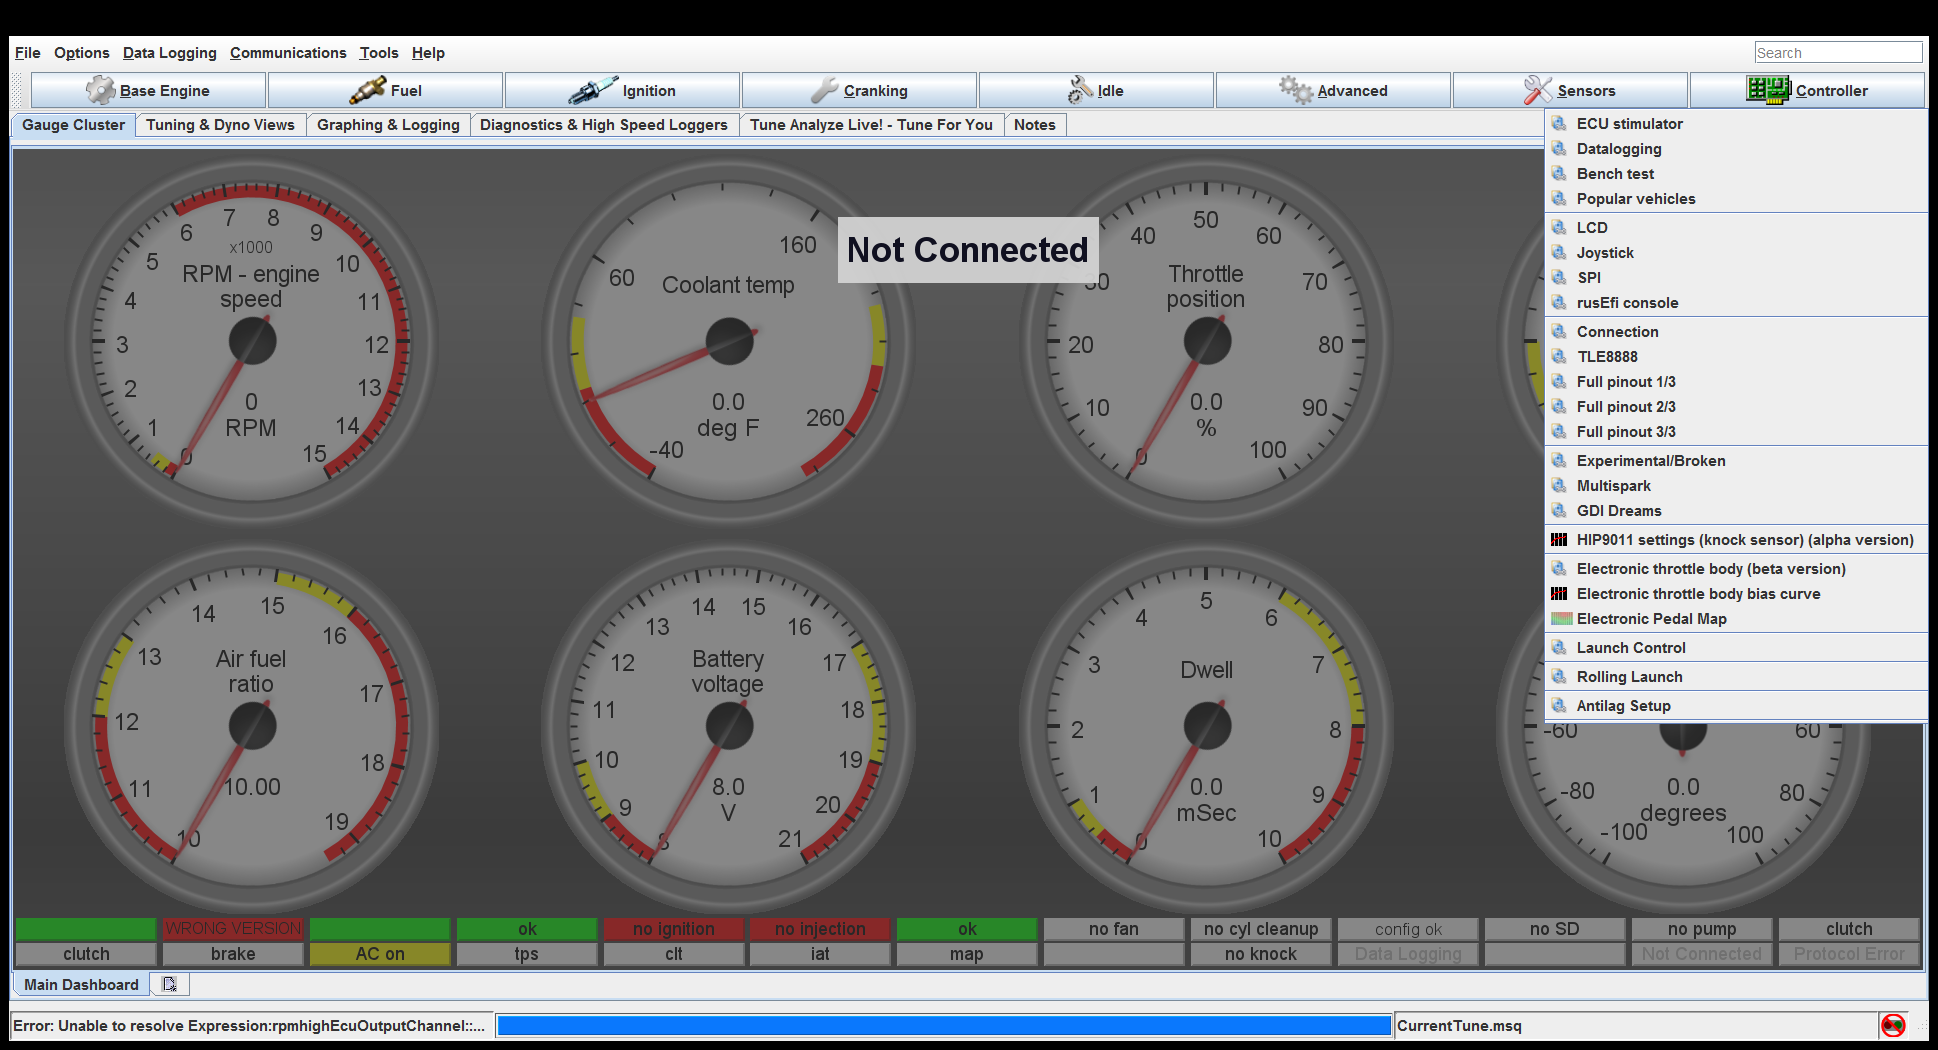 File Options Data Logging Communications Tools Help
Search
Base Engine Fuel Ignition Cranking Idle Advanced Sensors Controller
Gauge Cluster Tuning & Dyno Views Graphing & Logging Diagnostics & High Speed Loggers Tune Analyze Live! - Tune For You Notes
ECU stimulator
Datalogging
Bench test
Popular vehicles
LCD
Joystick
SPI
rusEfi console
Connection
TLE8888
Full pinout 1/3
Full pinout 2/3
Full pinout 3/3
Experimental/Broken
Multispark
GDI Dreams
HIP9011 settings (knock sensor) (alpha version)
Electronic throttle body (beta version)
Electronic throttle body bias curve
Electronic Pedal Map
Launch Control
Rolling Launch
Antilag Setup
Not Connected
0 1 2 3 4 5 6 7 8 9 10 11 12 13 14 15
x1000
RPM - engine
speed
0
RPM
-40 60 160 260
Coolant temp
0.0
deg F
0 10 20 30 40 50 60 70 80 90 100
Throttle
position
0.0
%
10 11 12 13 14 15 16 17 18 19
Air fuel
ratio
10.00
8 9 10 11 12 13 14 15 16 17 18 19 20 21
Battery
voltage
8.0
V
0 1 2 3 4 5 6 7 8 9 10
Dwell
0.0
mSec
-100 -80 -60 60 80 100
0.0
degrees
WRONG VERSION ok no ignition no injection ok no fan no cyl cleanup config ok no SD no pump clutch
clutch brake AC on tps clt iat map no knock Data Logging Not Connected Protocol Error
Main Dashboard
Error: Unable to resolve Expression:rpmhighEcuOutputChannel::...
CurrentTune.msq